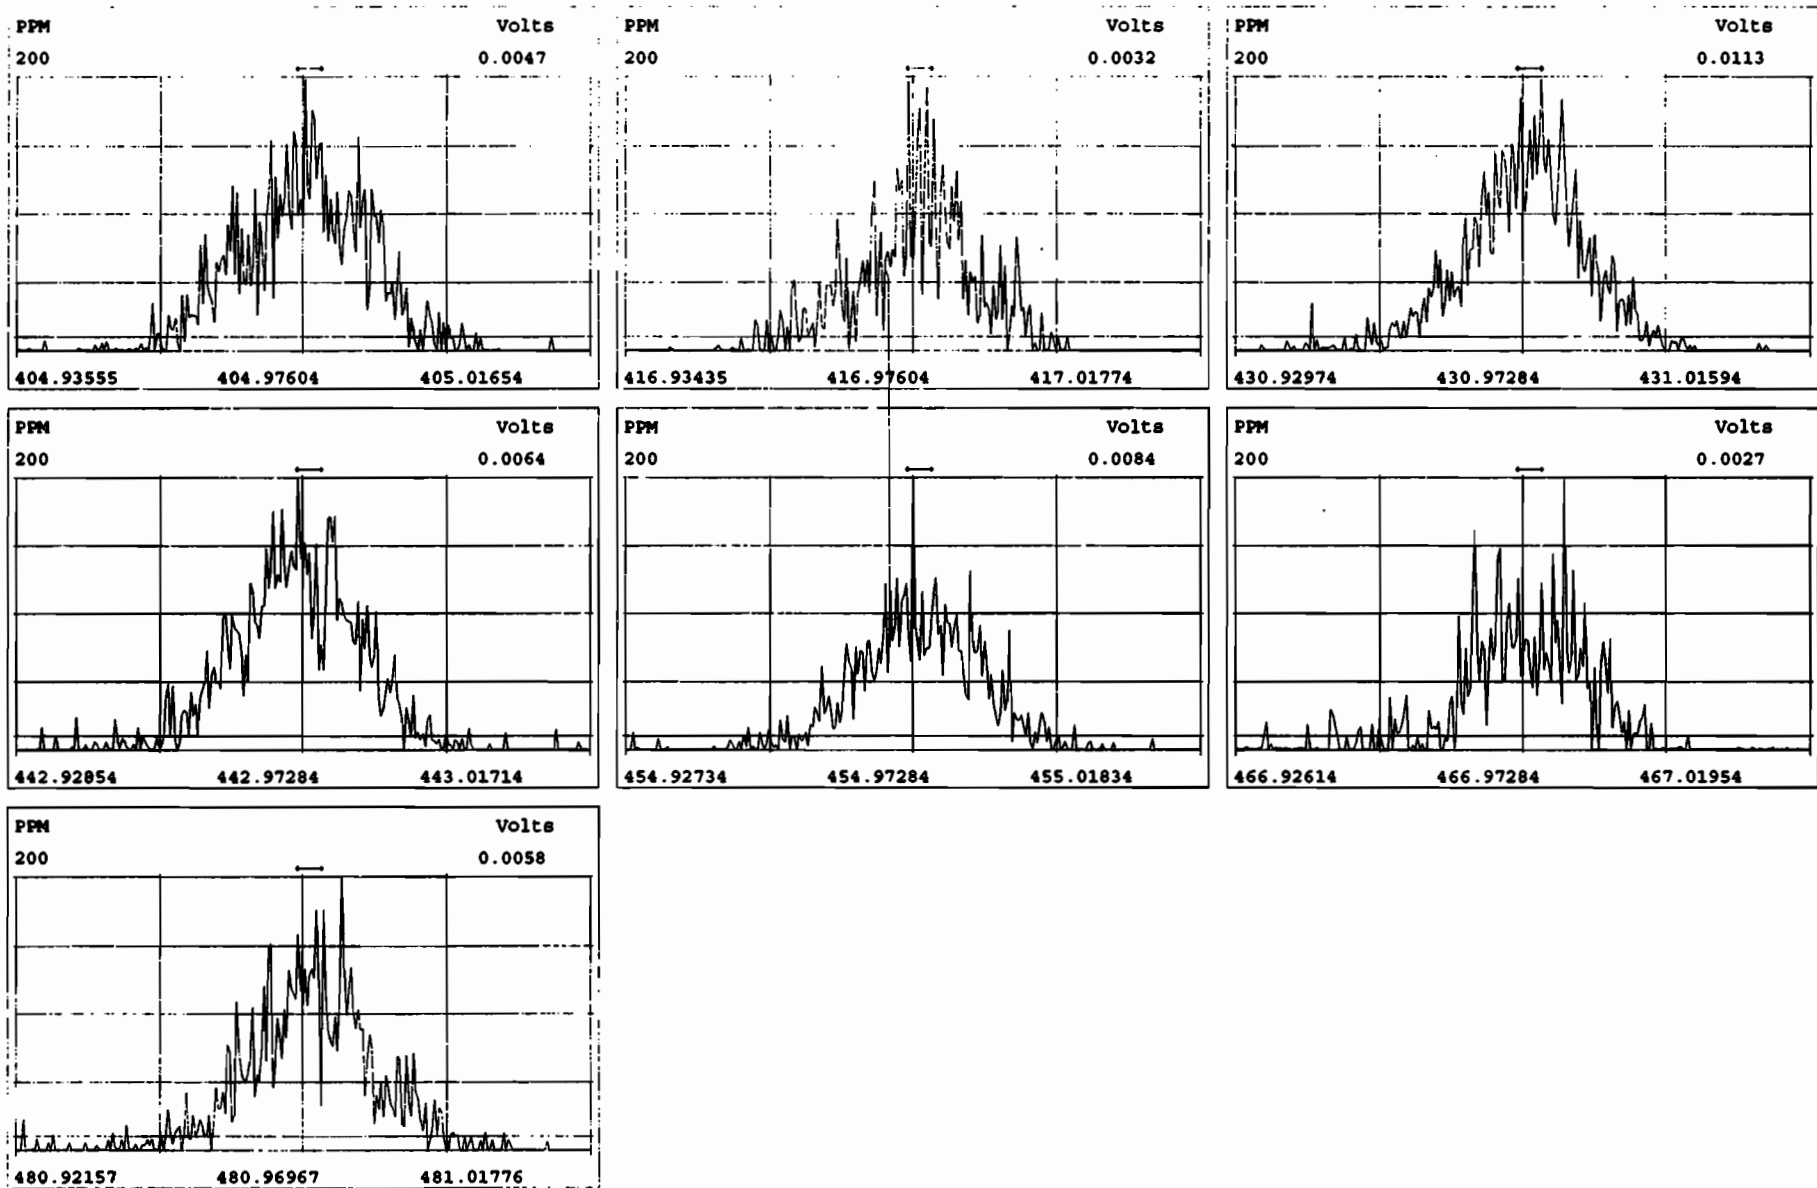 PPM Volts
200 0.0047
404.93555 404.97604 405.01654
PPM Volts
200 0.0032
416.93435 416.97604 417.01774
PPM Volts
200 0.0113
430.92974 430.97284 431.01594
PPM Volts
200 0.0064
442.92854 442.97284 443.01714
PPM Volts
200 0.0084
454.92734 454.97284 455.01834
PPM Volts
200 0.0027
466.92614 466.97284 467.01954
PPM Volts
200 0.0058
480.92157 480.96967 481.01776